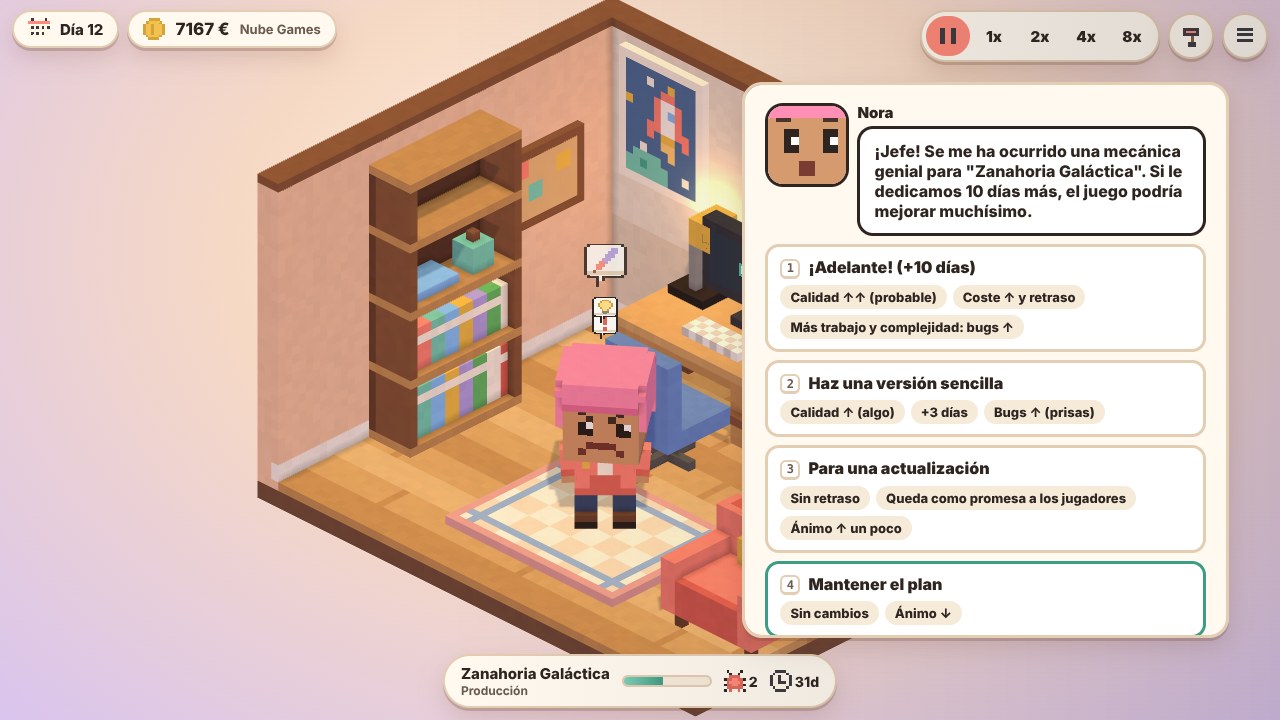 Día 12
7167 € Nube Games
1x 2x 4x 8x
Nora
¡Jefe! Se me ha ocurrido una mecánica
genial para "Zanahoria Galáctica". Si le
dedicamos 10 días más, el juego podría
mejorar muchísimo.
1 ¡Adelante! (+10 días)
Calidad ↑↑ (probable) Coste ↑ y retraso
Más trabajo y complejidad: bugs ↑
2 Haz una versión sencilla
Calidad ↑ (algo) +3 días Bugs ↑ (prisas)
3 Para una actualización
Sin retraso Queda como promesa a los jugadores
Ánimo ↑ un poco
4 Mantener el plan
Sin cambios Ánimo ↓
Zanahoria Galáctica
Producción
2 31d